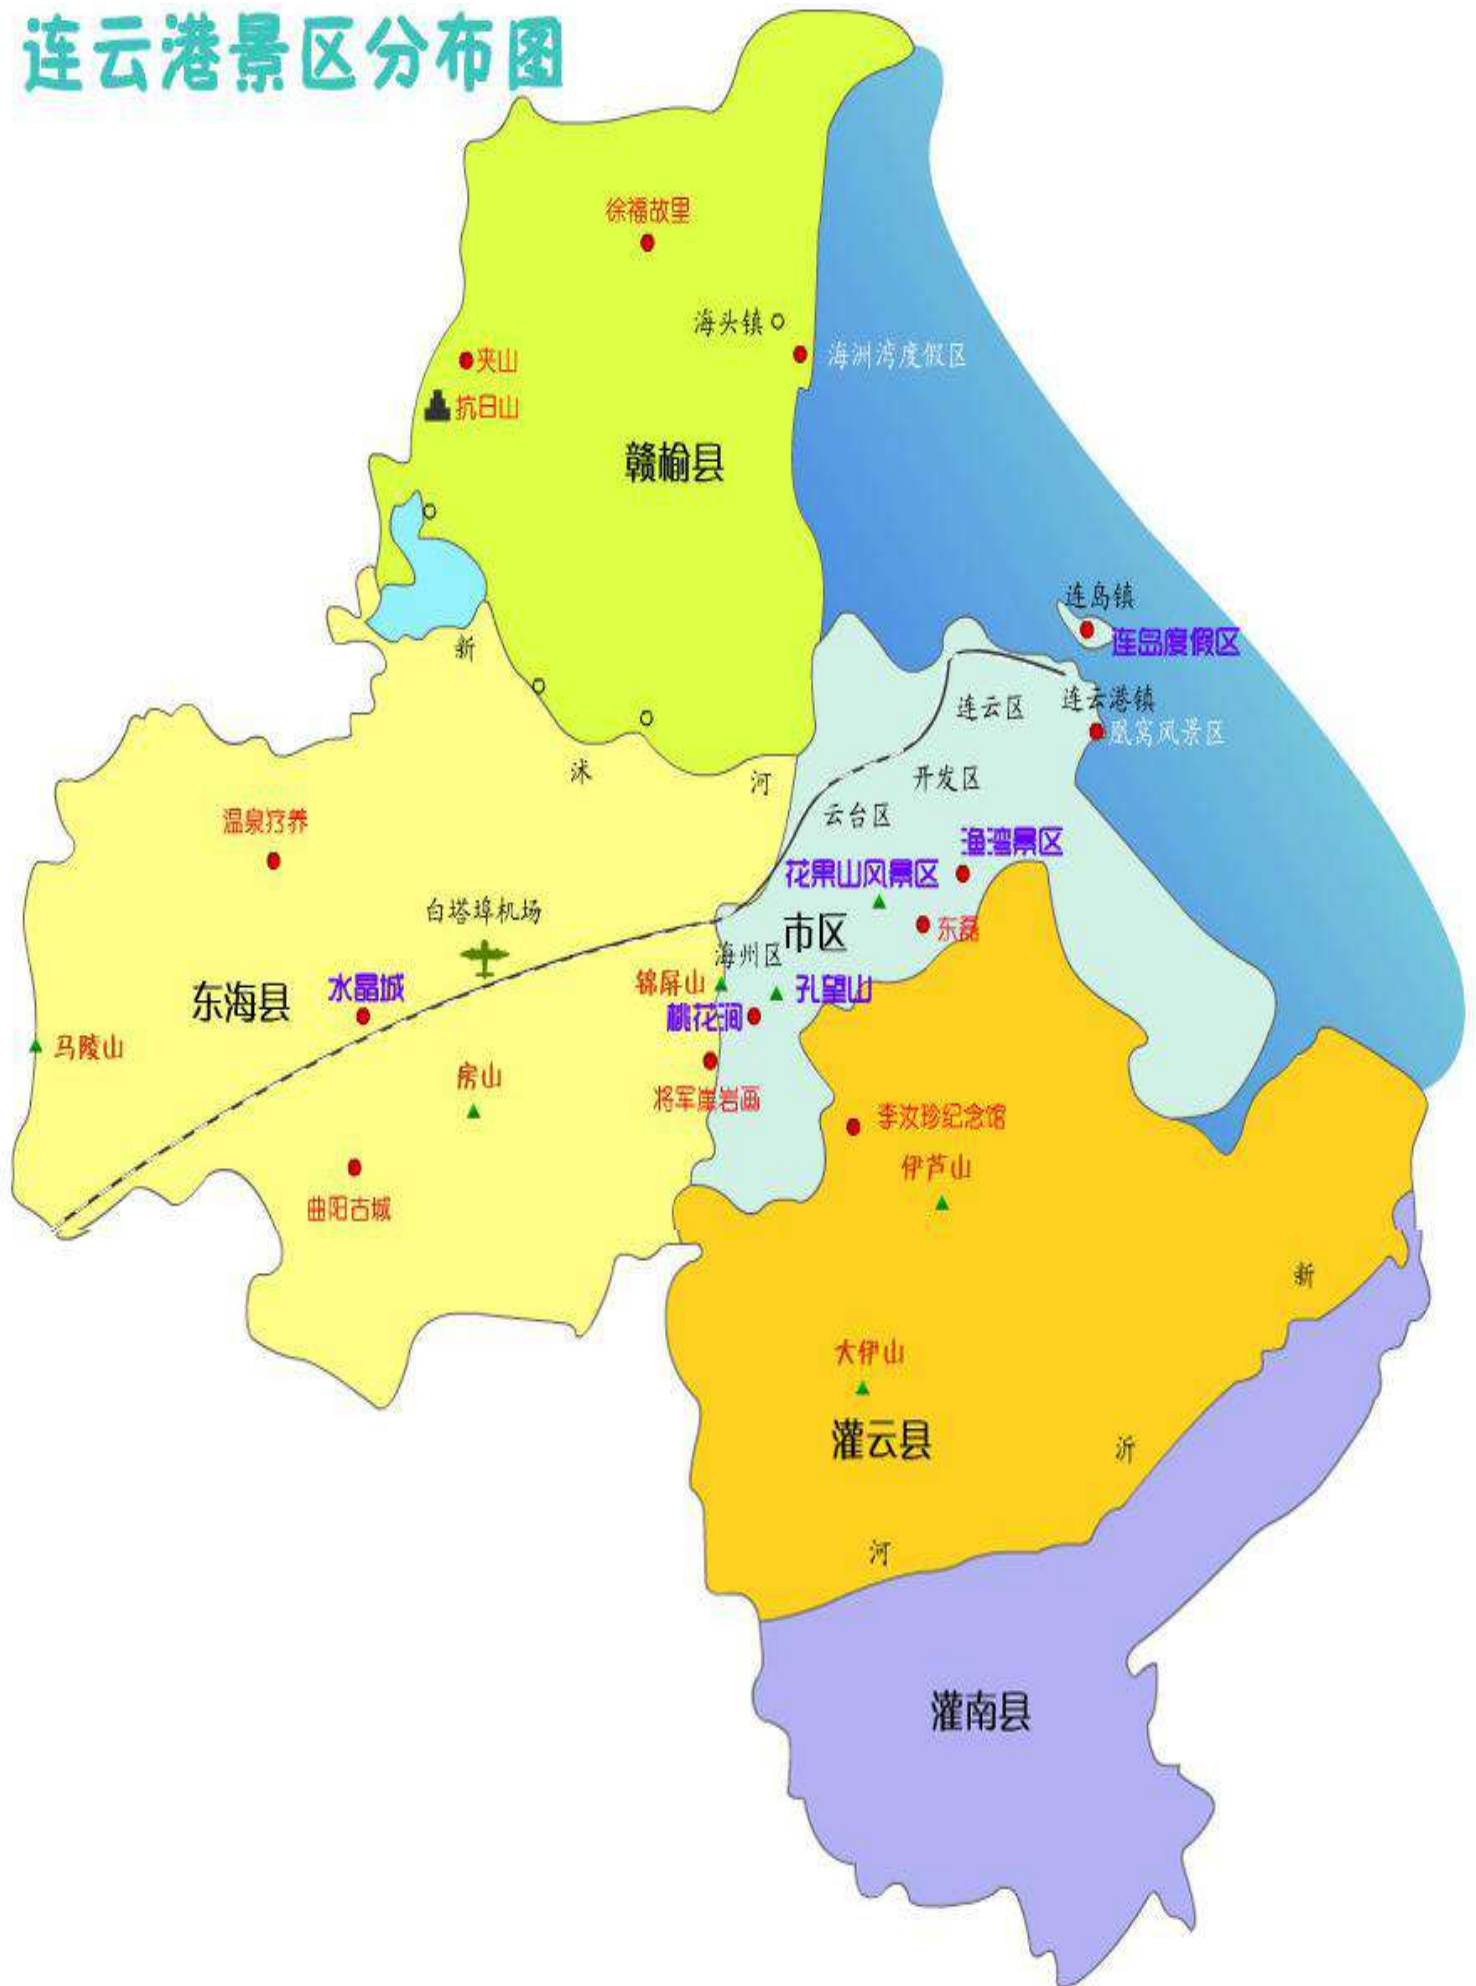 连云港景区分布图
徐福故里
海头镇
海洲湾度假区
夹山
抗日山
赣榆县
连岛镇
连岛度假区
新
连云区
连云港镇
凰窝风景区
沭
河
开发区
云台区
温泉疗养
渔湾景区
花果山风景区
白塔埠机场
市区
东磊
海州区
锦屏山
水晶城
孔望山
东海县
桃花涧
马陵山
房山
将军崖岩画
李汝珍纪念馆
伊芦山
曲阳古城
新
大伊山
灌云县
沂
河
灌南县